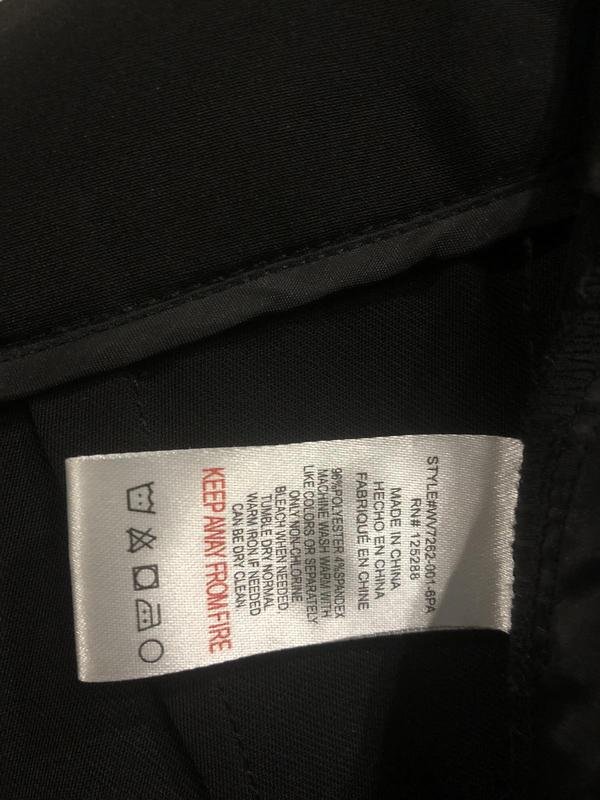 STYLE#WV7262-001-6PA
RN# 125288
MADE IN CHINA
HECHO EN CHINA
FABRIQUÉ EN CHINE
96%POLYESTER 4%SPANDEX
MACHINE WASH WARM WITH
LIKE COLORS OR SEPARATELY
ONLY NON-CHLORINE
BLEACH WHEN NEEDED.
TUMBLE DRY NORMAL
WARM IRON IF NEEDED
CAN BE DRY CLEAN
KEEP AWAY FROM FIRE